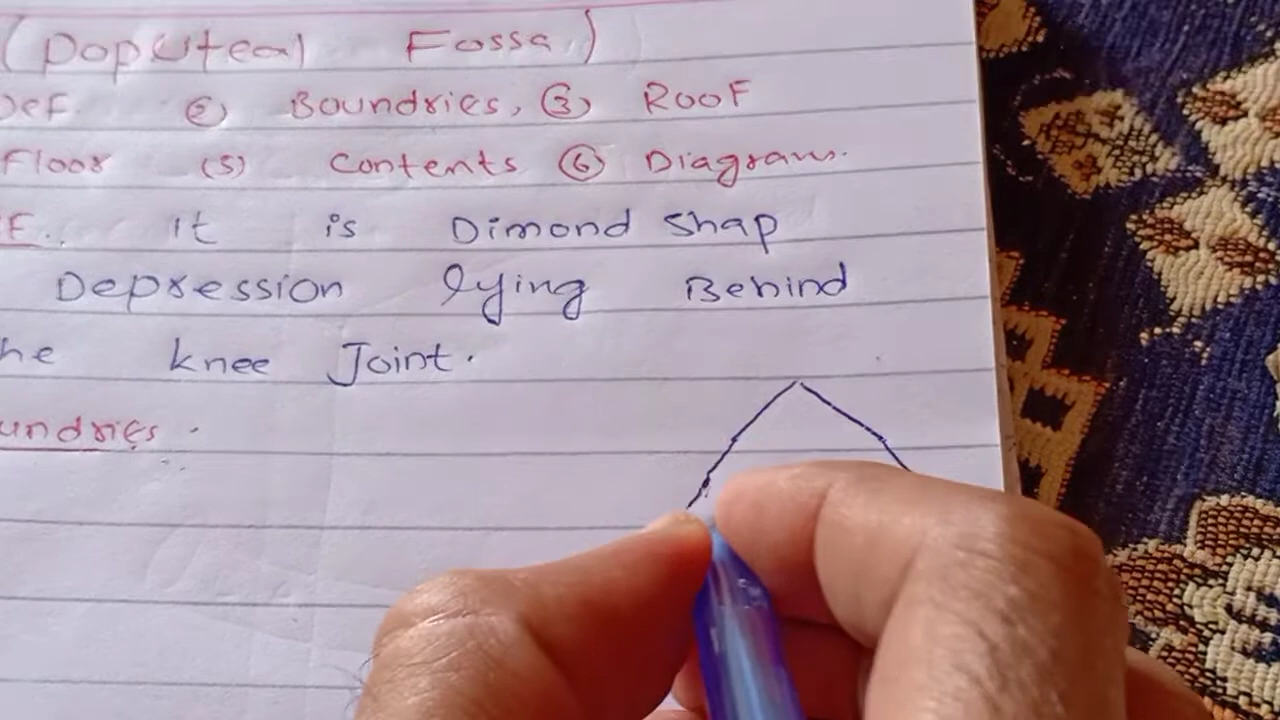 (Popliteal Fossa)
Def. ② Boundries, ③ Roof
Floor (5) Contents ⑥ Diagram.
It is Dimond Shap
Depression lying Behind
he knee Joint.
undries.